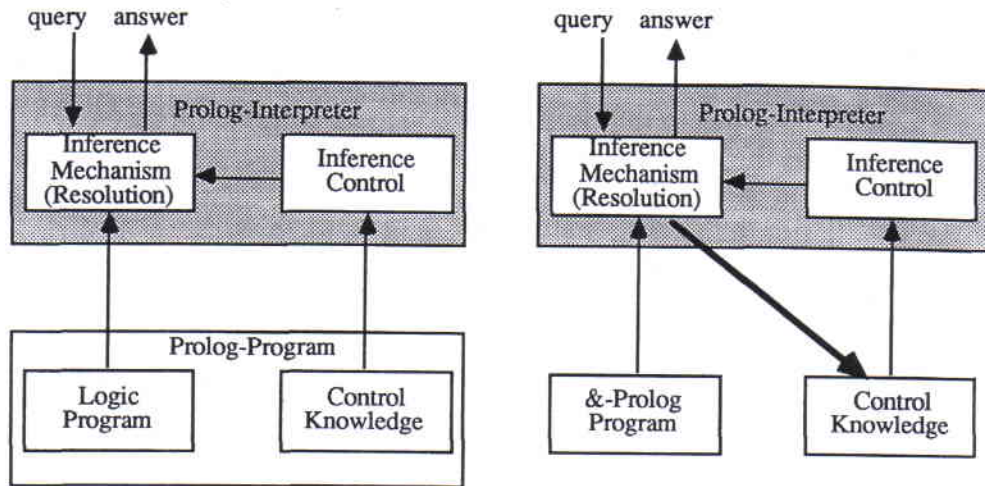 query answer
Prolog-Interpreter
Inference
Mechanism
(Resolution)
Inference
Control
Prolog-Program
Logic
Program
Control
Knowledge
query answer
Prolog-Interpreter
Inference
Mechanism
(Resolution)
Inference
Control
&-Prolog
Program
Control
Knowledge